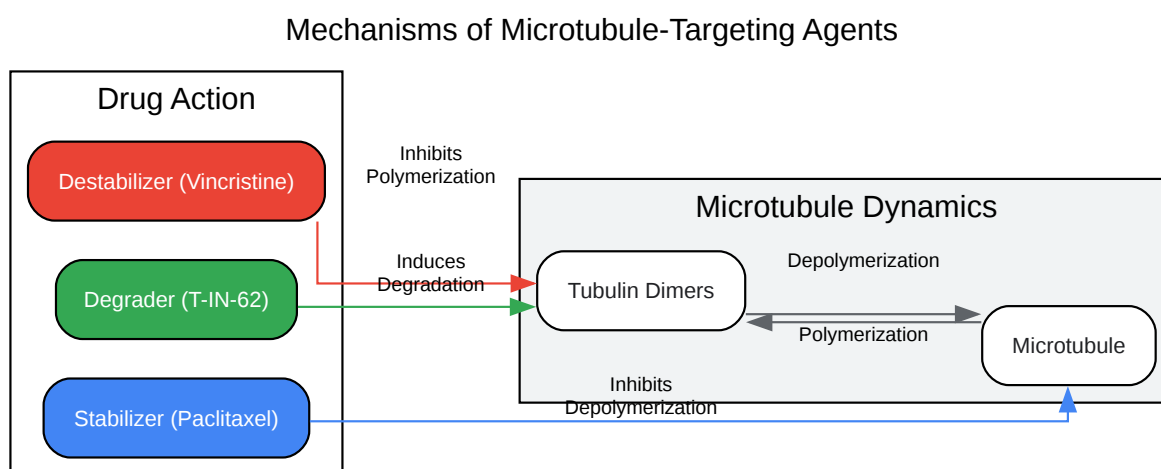 Mechanisms of Microtubule-Targeting Agents
Drug Action
Destabilizer (Vincristine)
Degrader (T-IN-62)
Stabilizer (Paclitaxel)
Inhibits
Polymerization
Induces
Degradation
Inhibits
Depolymerization
Microtubule Dynamics
Tubulin Dimers
Depolymerization
Polymerization
Microtubule